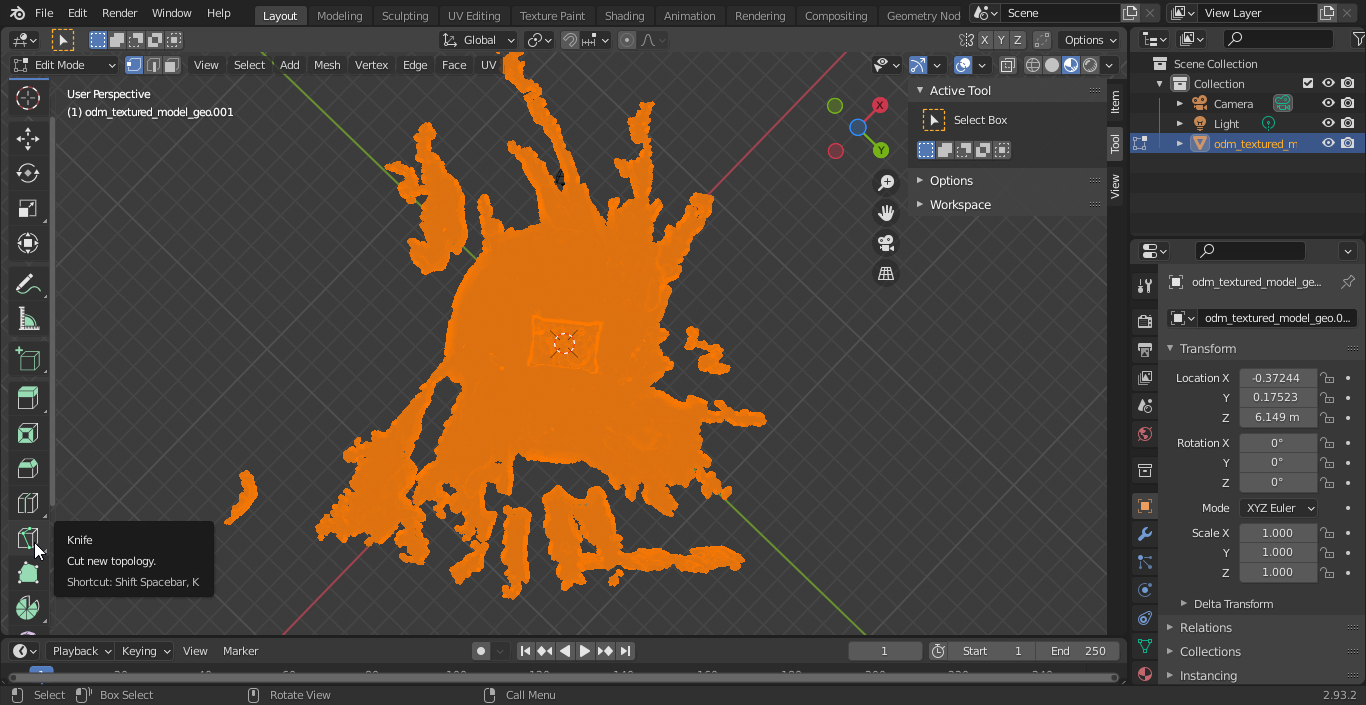 File Edit Render Window Help Layout Modeling Sculpting UV Editing Texture Paint Shading Animation Rendering Compositing Geometry Nod Scene View Layer
Global X Y Z Options
Edit Mode View Select Add Mesh Vertex Edge Face UV
User Perspective
(1) odm_textured_model_geo.001
X
Y
Active Tool
Select Box
Options
Workspace
Item
Tool
View
Scene Collection
Collection
Camera
Light
odm_textured_m
odm_textured_model_ge...
odm_textured_model_geo.0...
Transform
Location X -0.37244
Y 0.17523
Z 6.149 m
Rotation X 0°
Y 0°
Z 0°
Mode XYZ Euler
Scale X 1.000
Y 1.000
Z 1.000
Delta Transform
Relations
Collections
Instancing
Knife
Cut new topology.
Shortcut: Shift Spacebar, K
Playback Keying View Marker 1 Start 1 End 250
Select Box Select Rotate View Call Menu 2.93.2